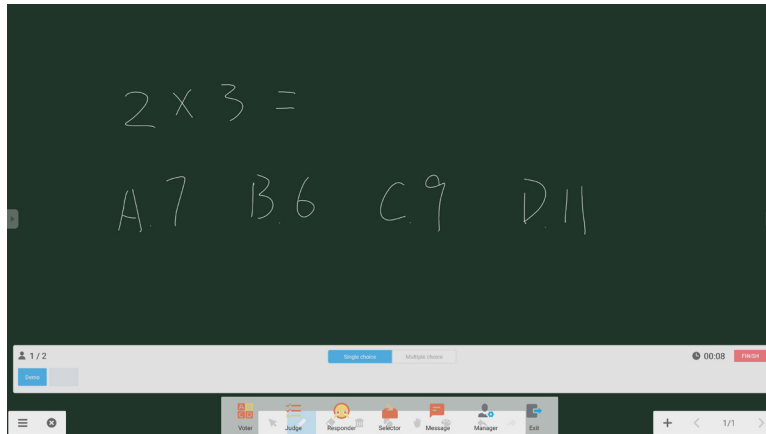 2 × 3 =
A.7 B.6 C.9 D.11
1 / 2
Single choice Multiple choice
00:08 FINISH
Emma
Voter Judge Responder Selector Message Manager Exit
1/1